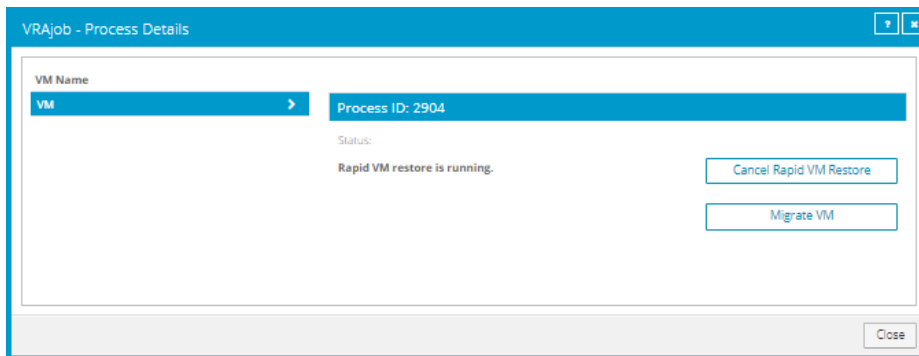 VRAjob - Process Details
?
VM Name
VM
Process ID: 2904
Status:
Rapid VM restore is running.
Cancel Rapid VM Restore
Migrate VM
Close